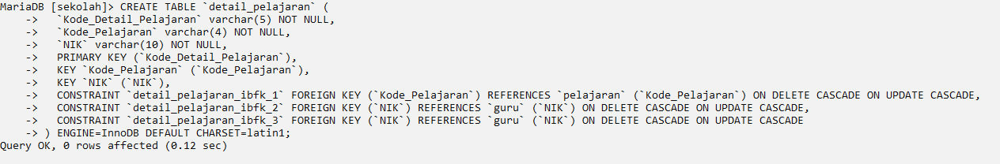 MariaDB [sekolah]> CREATE TABLE `detail_pelajaran` (
    ->   `Kode_Detail_Pelajaran` varchar(5) NOT NULL,
    ->   `Kode_Pelajaran` varchar(4) NOT NULL,
    ->   `NIK` varchar(10) NOT NULL,
    ->   PRIMARY KEY (`Kode_Detail_Pelajaran`),
    ->   KEY `Kode_Pelajaran` (`Kode_Pelajaran`),
    ->   KEY `NIK` (`NIK`),
    ->   CONSTRAINT `detail_pelajaran_ibfk_1` FOREIGN KEY (`Kode_Pelajaran`) REFERENCES `pelajaran` (`Kode_Pelajaran`) ON DELETE CASCADE ON UPDATE CASCADE,
    ->   CONSTRAINT `detail_pelajaran_ibfk_2` FOREIGN KEY (`NIK`) REFERENCES `guru` (`NIK`) ON DELETE CASCADE ON UPDATE CASCADE,
    ->   CONSTRAINT `detail_pelajaran_ibfk_3` FOREIGN KEY (`NIK`) REFERENCES `guru` (`NIK`) ON DELETE CASCADE ON UPDATE CASCADE
    -> ) ENGINE=InnoDB DEFAULT CHARSET=latin1;
Query OK, 0 rows affected (0.12 sec)